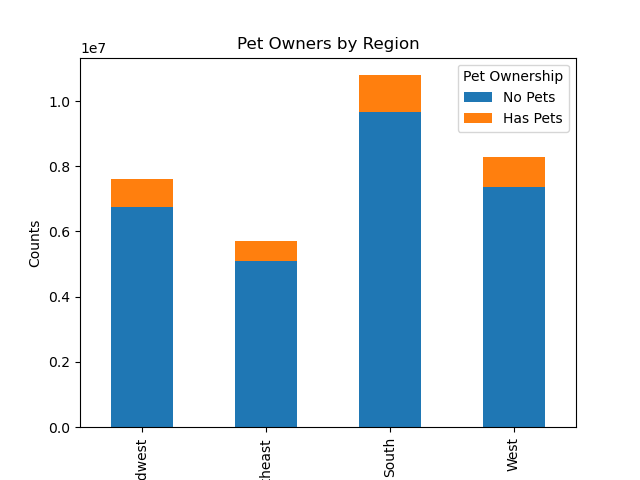 Pet Owners by Region
1e7
Pet Ownership
No Pets
Has Pets
1.0
0.8
0.6
0.4
0.2
0.0
Counts
dwest
heast
South
West